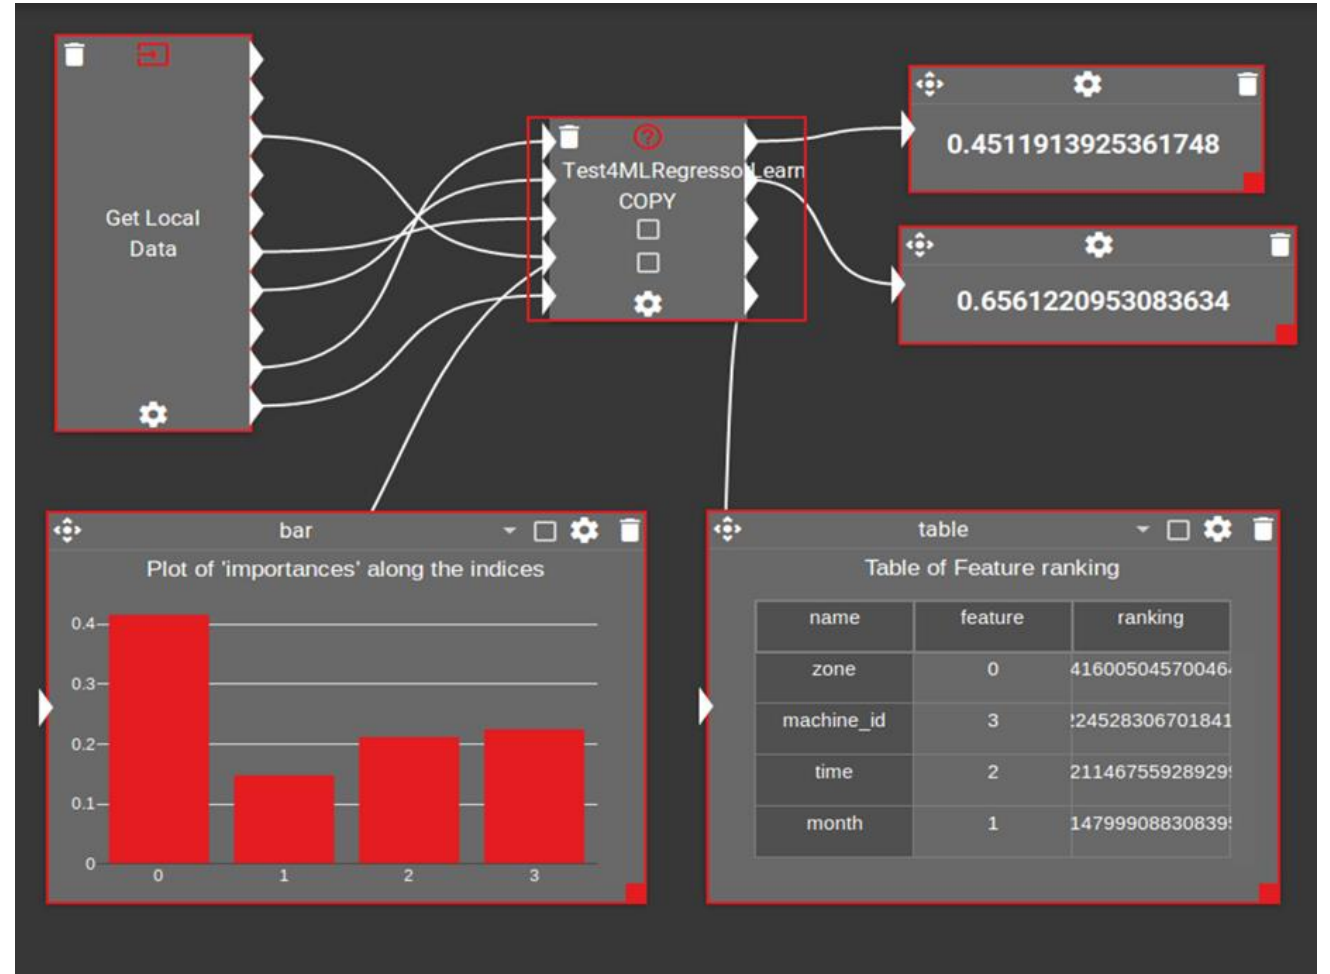 Get Local
Data
Test4MLRegressorLearn
COPY
0.4511913925361748
0.6561220953083634
bar
Plot of 'importances' along the indices
0.4
0.3
0.2
0.1
0
0 1 2 3
table
Table of Feature ranking
name feature ranking
zone 0 41600504570046
machine_id 3 24528306701841
time 2 2114675592892
month 1 14799908830839